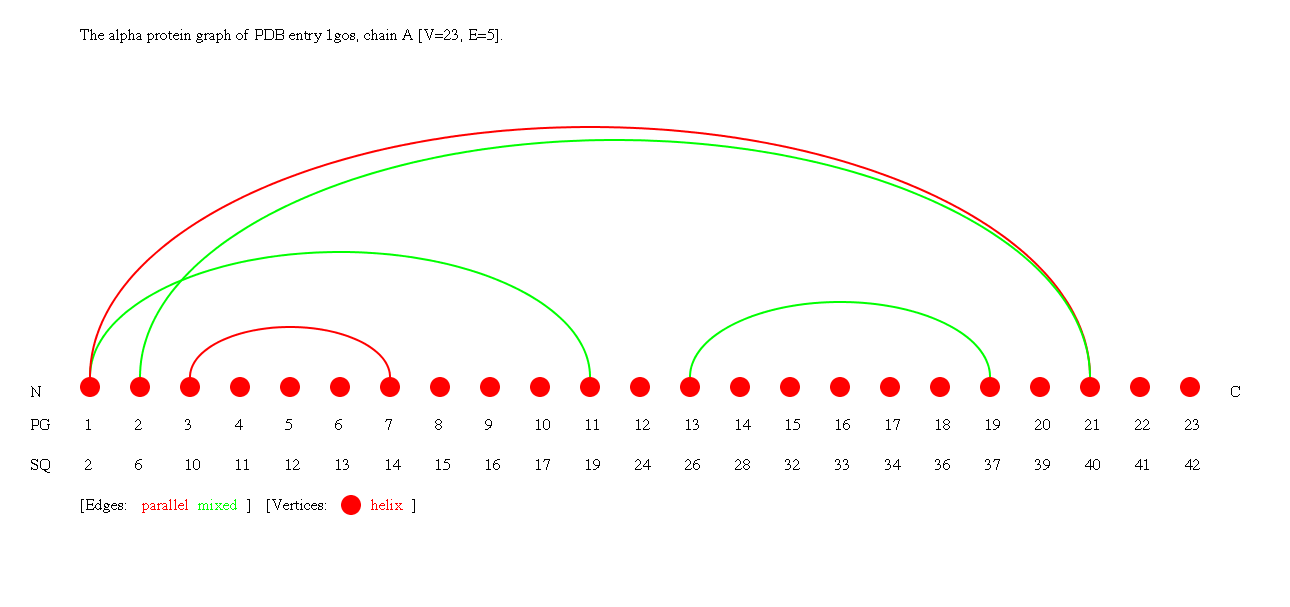 The alpha protein graph of PDB entry 1gos, chain A [V=23, E=5].
N C
PG 1 2 3 4 5 6 7 8 9 10 11 12 13 14 15 16 17 18 19 20 21 22 23
SQ 2 6 10 11 12 13 14 15 16 17 19 24 26 28 32 33 34 36 37 39 40 41 42
[Edges: parallel mixed ] [Vertices: helix ]